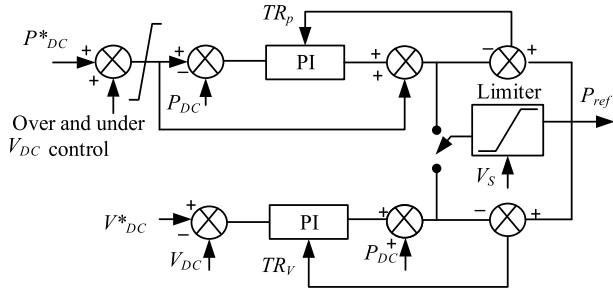 TR_p
P*_DC
+
+
+
−
PI
+
+
−
+
P_DC
Limiter
P_ref
Over and under
V_DC control
V_S
V*_DC
+
−
PI
+
+
−
+
V_DC
TR_V
P_DC